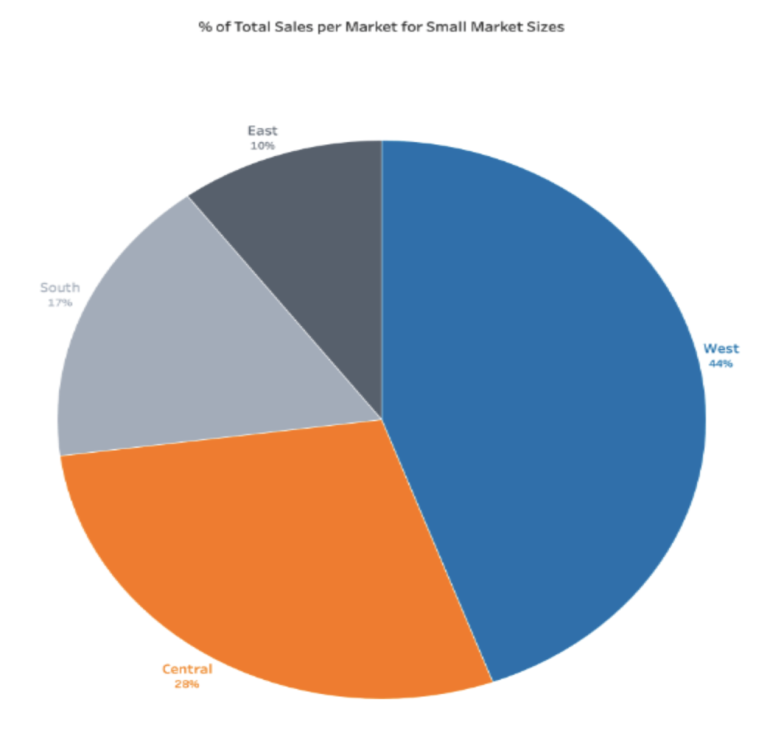 % of Total Sales per Market for Small Market Sizes
East
10%
South
17%
West
44%
Central
28%